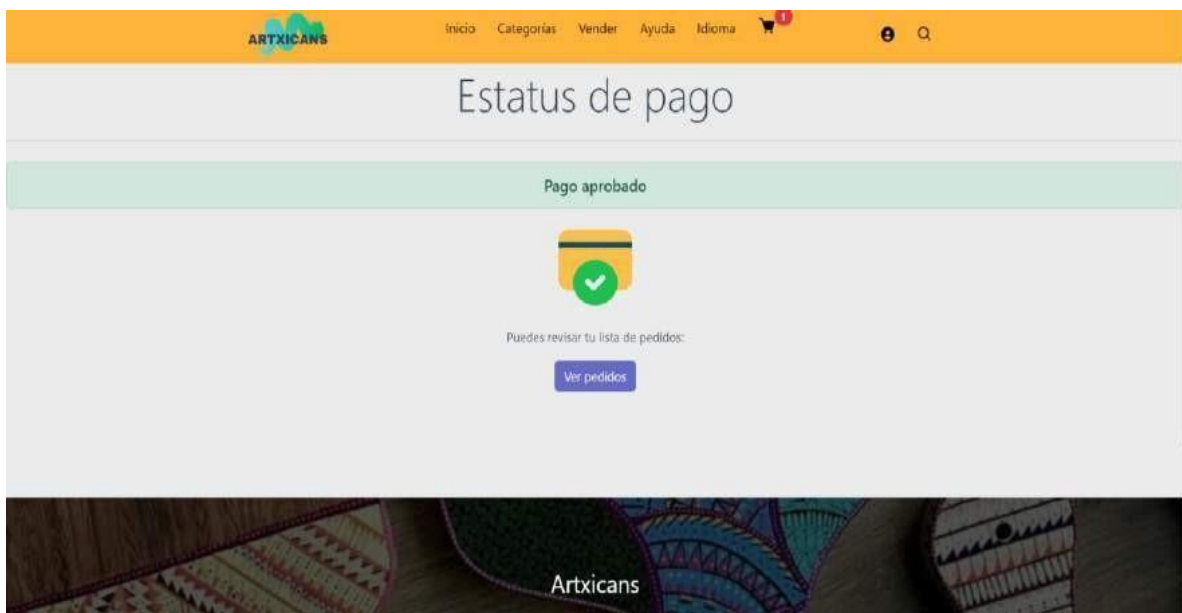 ARTXICANS
Inicio Categorías Vender Ayuda Idioma 1
Estatus de pago
Pago aprobado
Puedes revisar tu lista de pedidos:
Ver pedidos
Artxicans